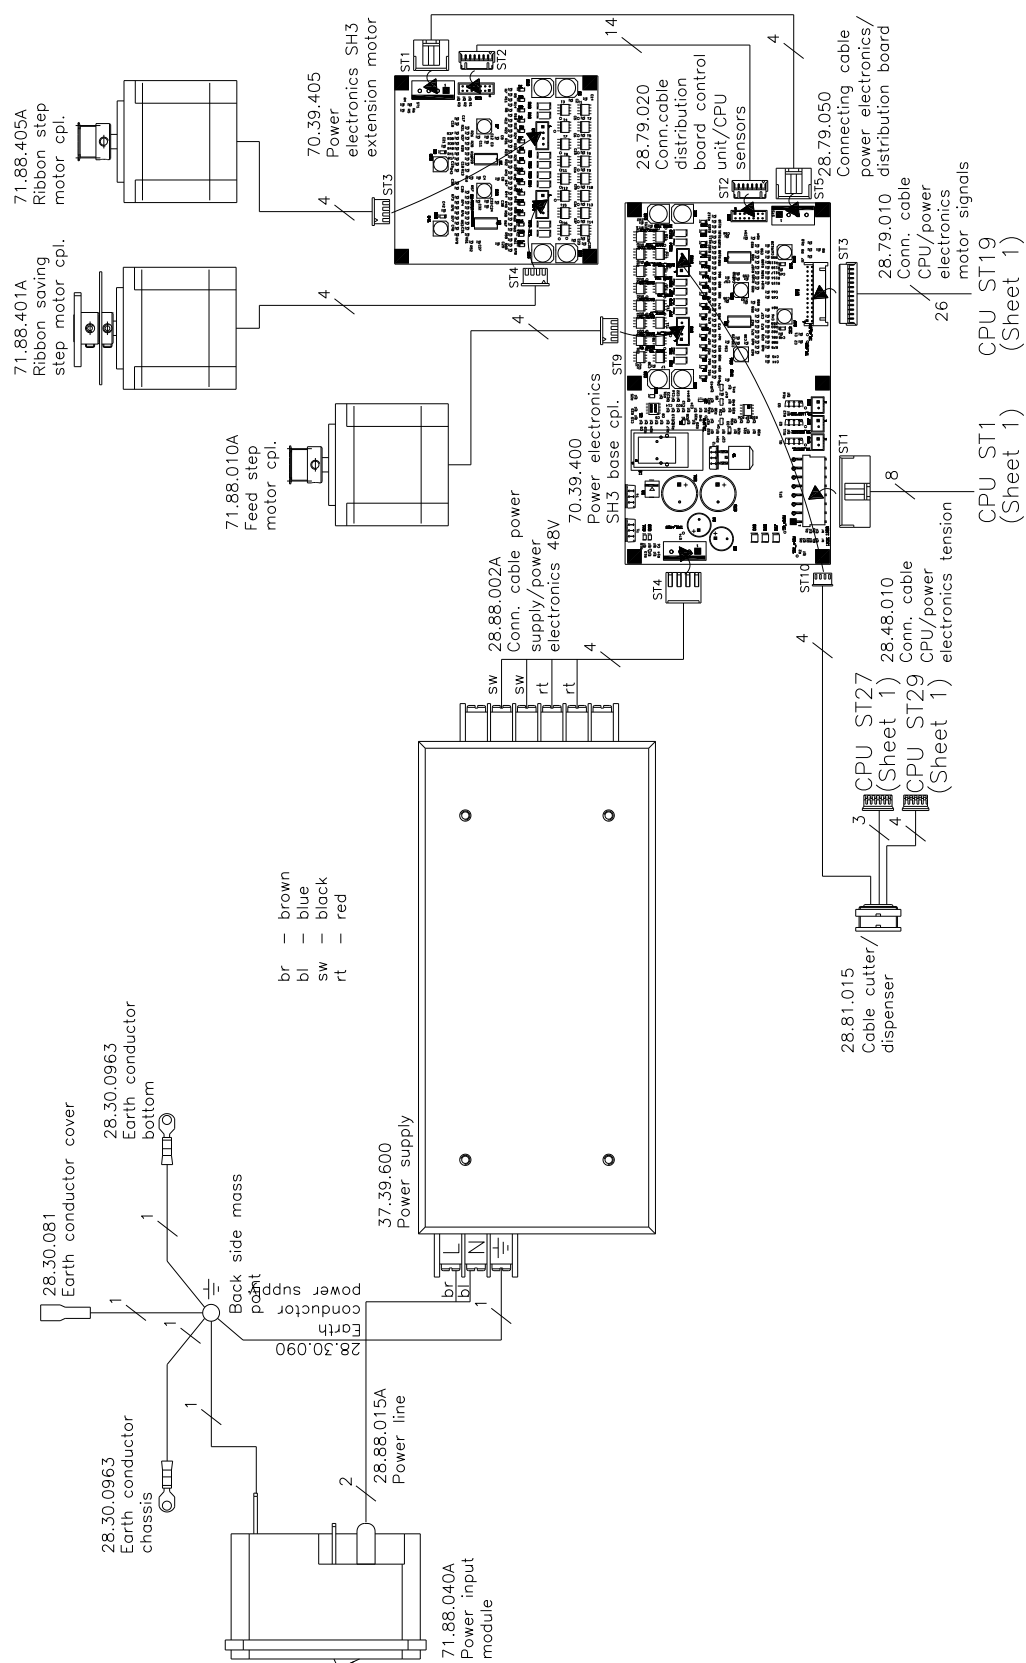 71.88.405A
Ribbon step
motor cpl.
71.88.401A
Ribbon saving
step motor cpl.
71.88.010A
Feed step
motor cpl.
70.39.405
Power
electronics SH3
extension motor
ST1
ST2
ST3
ST4
14
4
4
4
4
28.79.020
Conn.cable
distribution
board control
unit/CPU
sensors
28.79.050
Connecting cable
power electronics/
distribution board
ST2
ST5
ST3
28.79.010
Conn. cable
CPU/power
electronics
motor signals
26
CPU ST19
(Sheet 1)
70.39.400
Power electronics
SH3 base cpl.
ST9
ST4
ST10
ST1
8
CPU ST1
(Sheet 1)
28.88.002A
Conn. cable power
supply/power
electronics 48V
sw
sw
rt
rt
4
28.48.010
Conn. cable
CPU/power
electronics tension
4
CPU ST27
(Sheet 1)
CPU ST29
(Sheet 1)
3
4
28.81.015
Cable cutter/
dispenser
br – brown
bl – blue
sw – black
rt – red
37.39.600
Power supply
L
N
br
bl
1
28.30.0963
Earth conductor
bottom
28.30.081
Earth conductor cover
28.30.0963
Earth conductor
chassis
1
1
1
1
Back side mass
point
28.30.090
Earth
conductor
power supply
28.88.015A
Power line
2
71.88.040A
Power input
module